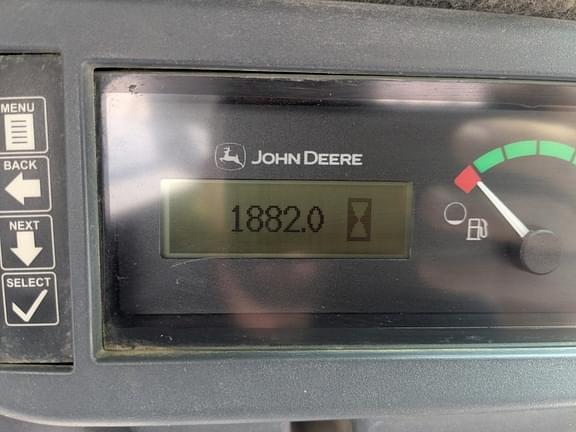 MENU
BACK
NEXT
SELECT
JOHN DEERE
1882.0